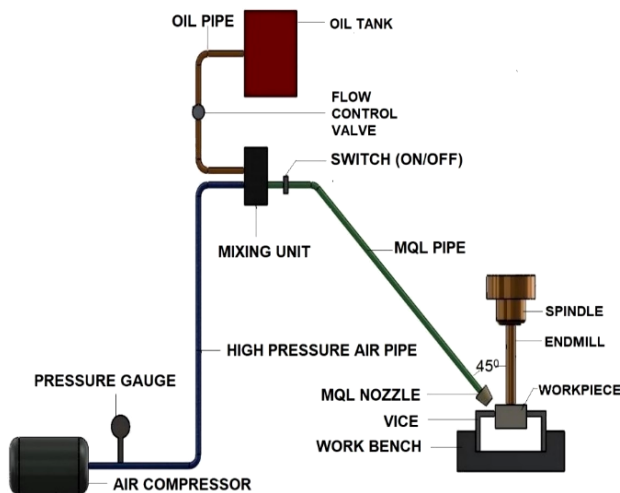 OIL PIPE
OIL TANK
FLOW
CONTROL
VALVE
SWITCH (ON/OFF)
MIXING UNIT
MQL PIPE
SPINDLE
ENDMILL
HIGH PRESSURE AIR PIPE
45⁰
PRESSURE GAUGE
MQL NOZZLE
WORKPIECE
VICE
WORK BENCH
AIR COMPRESSOR